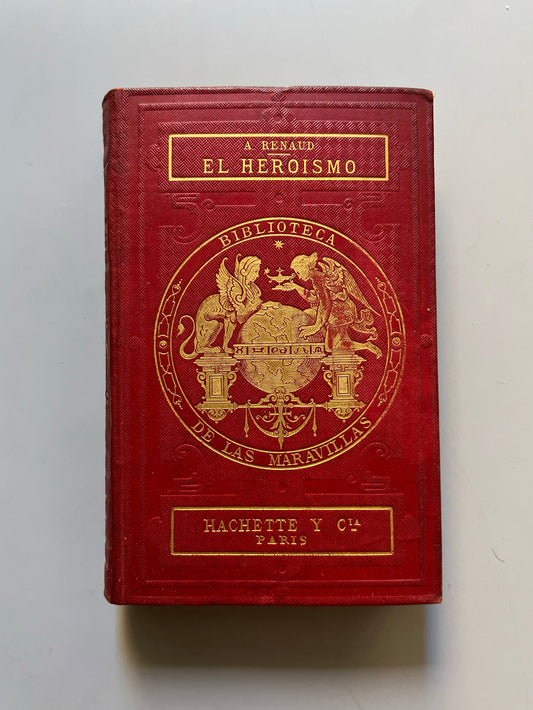 A. RENAUD
EL HEROISMO
BIBLIOTECA
DE LAS MARAVILLAS
HACHETTE Y Cᴵᴬ
PARIS